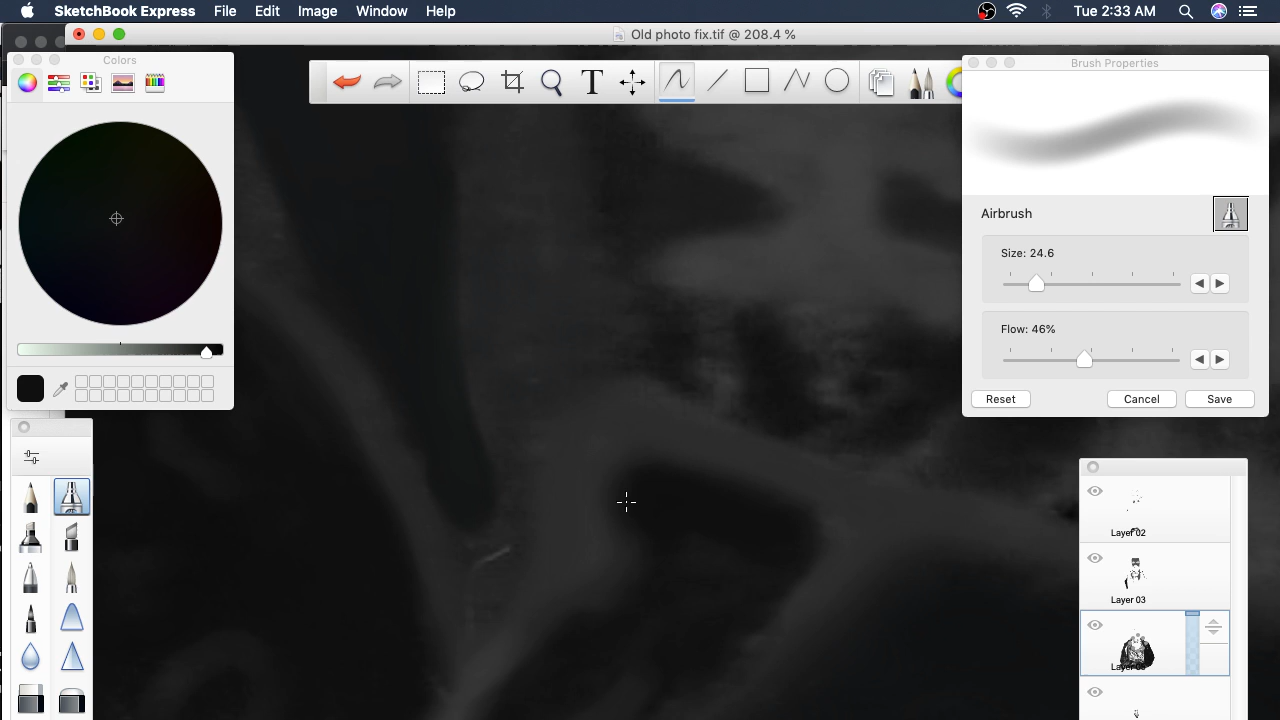 SketchBook Express File Edit Image Window Help Tue 2:33 AM
Old photo fix.tif @ 208.4 %
Colors
Brush Properties
T
Airbrush
Size: 24.6
Flow: 46%
Reset Cancel Save
Layer 02
Layer 03